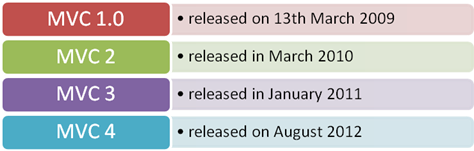 MVC 1.0 • released on 13th March 2009
MVC 2 • released in March 2010
MVC 3 • released in January 2011
MVC 4 • released on August 2012